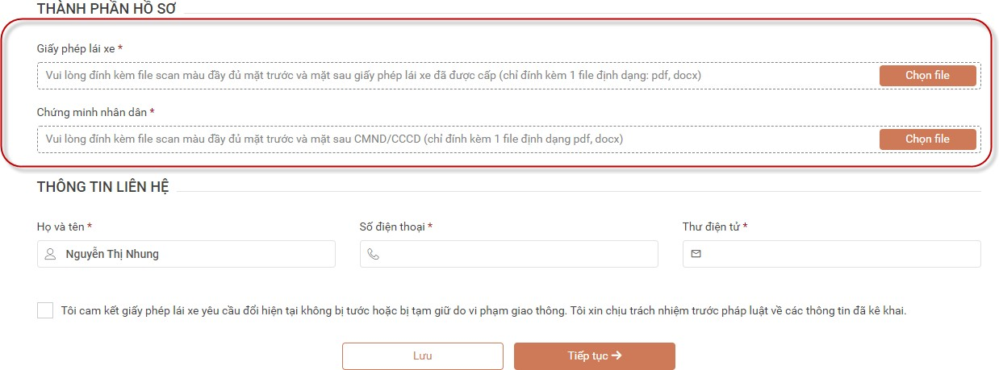 THÀNH PHẦN HỒ SƠ
Giấy phép lái xe *
Vui lòng đính kèm file scan màu đầy đủ mặt trước và mặt sau giấy phép lái xe đã được cấp (chỉ đính kèm 1 file định dạng: pdf, docx) Chọn file
Chứng minh nhân dân *
Vui lòng đính kèm file scan màu đầy đủ mặt trước và mặt sau CMND/CCCD (chỉ đính kèm 1 file định dạng pdf, docx) Chọn file
THÔNG TIN LIÊN HỆ
Họ và tên * Số điện thoại * Thư điện tử *
Nguyễn Thị Nhung
Tôi cam kết giấy phép lái xe yêu cầu đổi hiện tại không bị tước hoặc bị tạm giữ do vi phạm giao thông. Tôi xin chịu trách nhiệm trước pháp luật về các thông tin đã kê khai.
Lưu Tiếp tục →